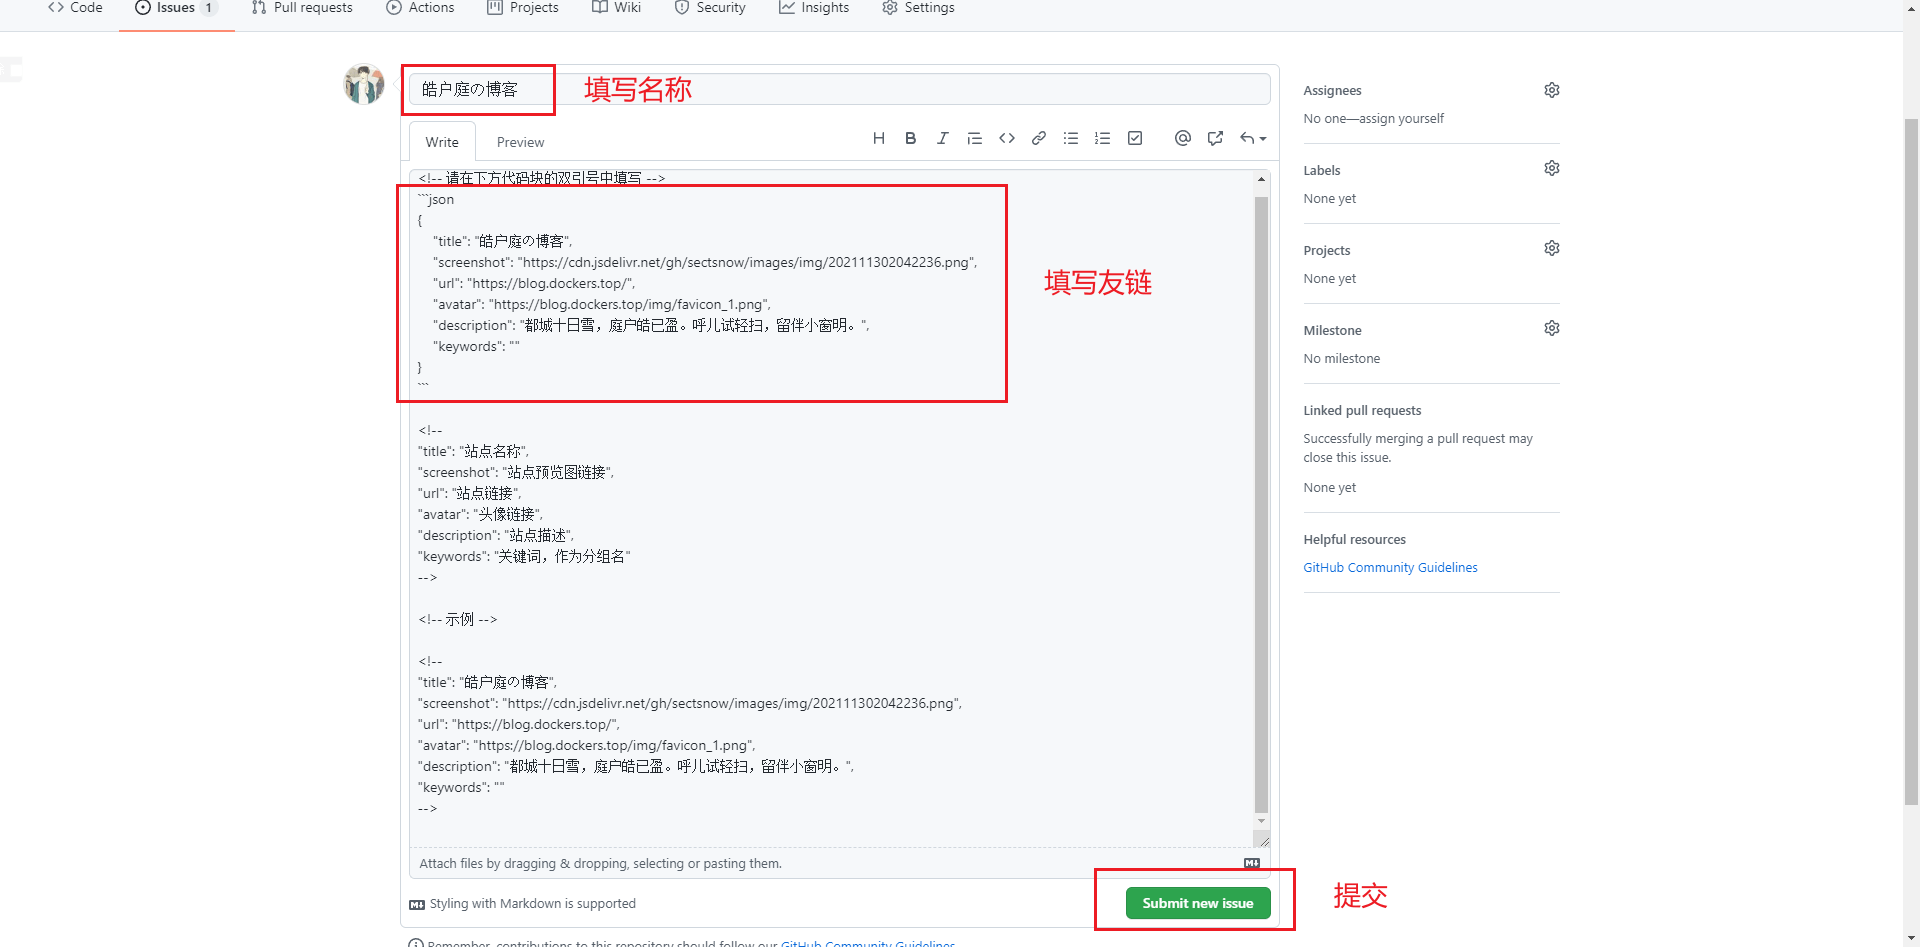 Code Issues 1 Pull requests Actions Projects Wiki Security Insights Settings
皓户庭の博客
填写名称
Write Preview
<!-- 请在下方代码块的双引号中填写 -->
```json
{
"title": "皓户庭の博客",
"screenshot": "https://cdn.jsdelivr.net/gh/sectsnow/images/img/202111302042236.png",
"url": "https://blog.dockers.top/",
"avatar": "https://blog.dockers.top/img/favicon_1.png",
"description": "都城十日雪，庭户皓已盈。呼儿试轻扫，留伴小窗明。",
"keywords": ""
}
```
填写友链
<!--
"title": "站点名称",
"screenshot": "站点预览图链接",
"url": "站点链接",
"avatar": "头像链接",
"description": "站点描述",
"keywords": "关键词，作为分组名"
-->
<!-- 示例 -->
<!--
"title": "皓户庭の博客",
"screenshot": "https://cdn.jsdelivr.net/gh/sectsnow/images/img/202111302042236.png",
"url": "https://blog.dockers.top/",
"avatar": "https://blog.dockers.top/img/favicon_1.png",
"description": "都城十日雪，庭户皓已盈。呼儿试轻扫，留伴小窗明。",
"keywords": ""
-->
Attach files by dragging & dropping, selecting or pasting them.
Styling with Markdown is supported
Submit new issue
提交
Remember, contributions to this repository should follow our GitHub Community Guidelines
Assignees
No one—assign yourself
Labels
None yet
Projects
None yet
Milestone
No milestone
Linked pull requests
Successfully merging a pull request may
close this issue.
None yet
Helpful resources
GitHub Community Guidelines